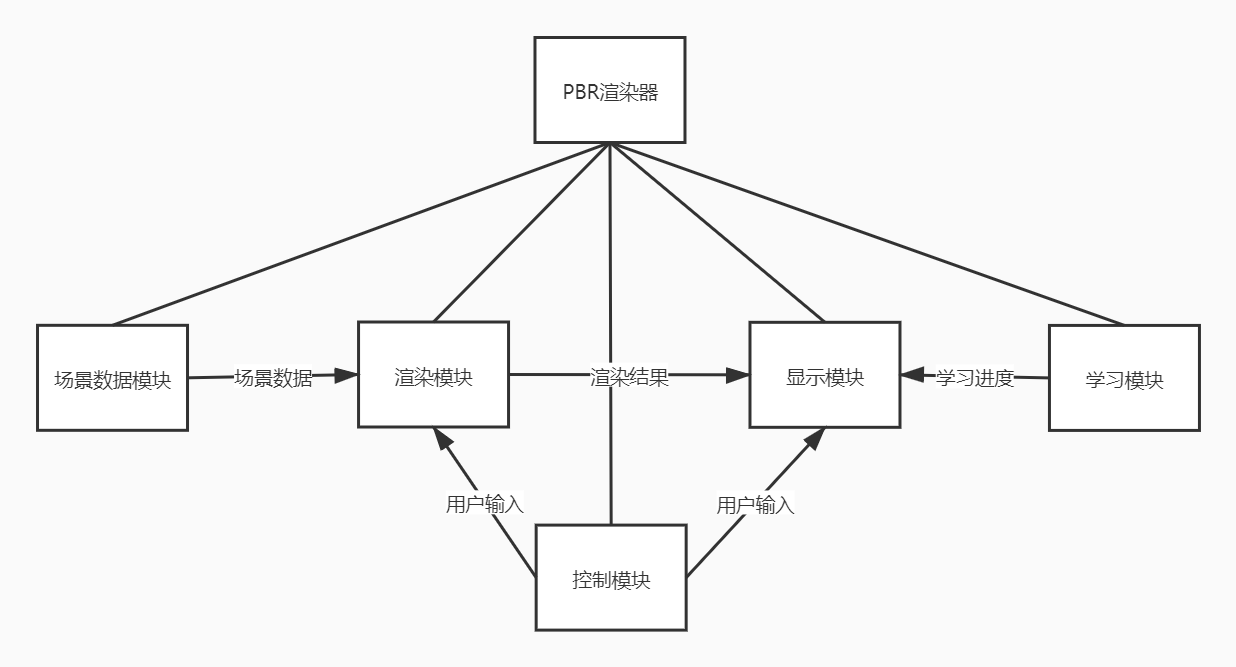 PBR渲染器
场景数据模块
场景数据
渲染模块
渲染结果
显示模块
学习进度
学习模块
用户输入
用户输入
控制模块